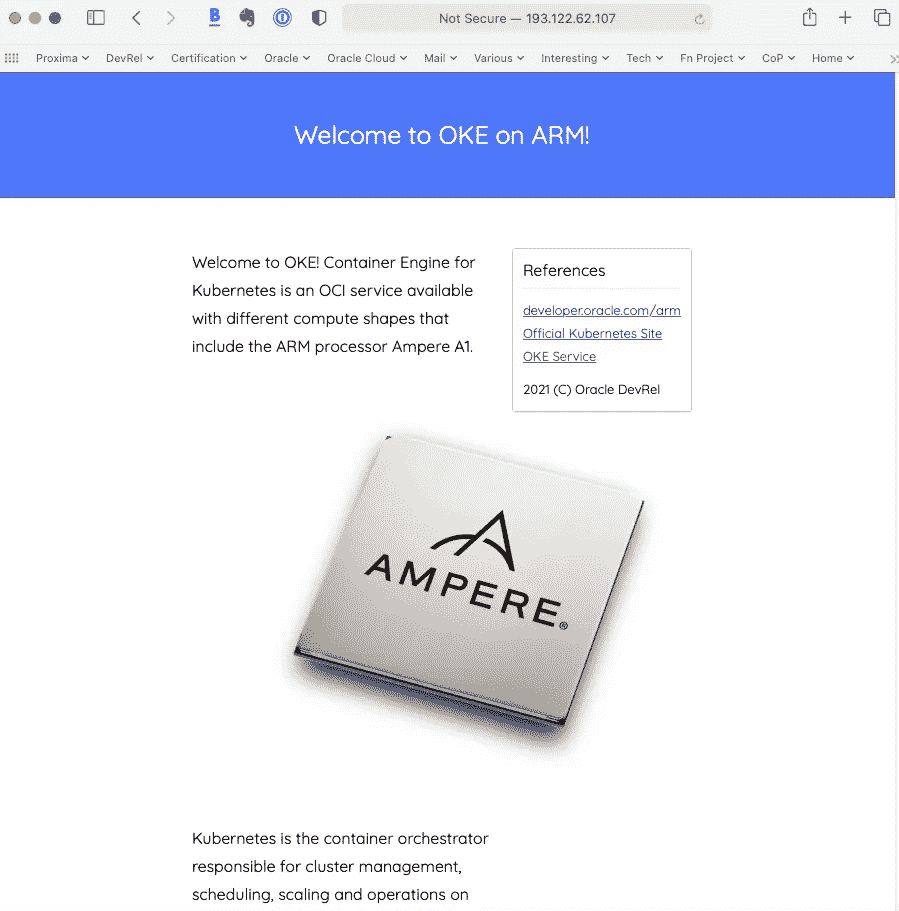 Not Secure — 193.122.62.107
Proxima DevRel Certification Oracle Oracle Cloud Mail Various Interesting Tech Fn Project CoP Home
Welcome to OKE on ARM!
Welcome to OKE! Container Engine for
Kubernetes is an OCI service available
with different compute shapes that
include the ARM processor Ampere A1.
References
developer.oracle.com/arm
Official Kubernetes Site
OKE Service
2021 (C) Oracle DevRel
AMPERE®
Kubernetes is the container orchestrator
responsible for cluster management,
scheduling, scaling and operations on